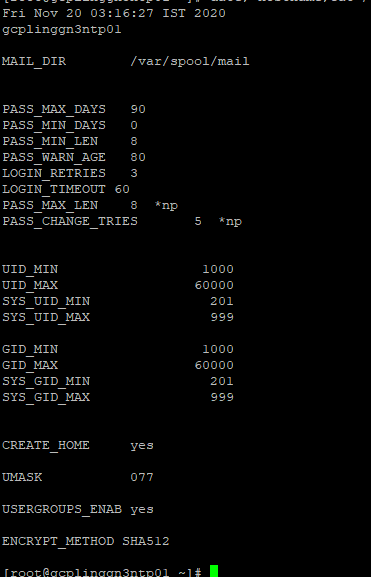 Fri Nov 20 03:16:27 IST 2020
gcplinggn3ntp01
MAIL_DIR /var/spool/mail
PASS_MAX_DAYS 90
PASS_MIN_DAYS 0
PASS_MIN_LEN 8
PASS_WARN_AGE 80
LOGIN_RETRIES 3
LOGIN_TIMEOUT 60
PASS_MAX_LEN 8 *np
PASS_CHANGE_TRIES 5 *np
UID_MIN 1000
UID_MAX 60000
SYS_UID_MIN 201
SYS_UID_MAX 999
GID_MIN 1000
GID_MAX 60000
SYS_GID_MIN 201
SYS_GID_MAX 999
CREATE_HOME yes
UMASK 077
USERGROUPS_ENAB yes
ENCRYPT_METHOD SHA512
[root@gcplinggn3ntp01 ~]#